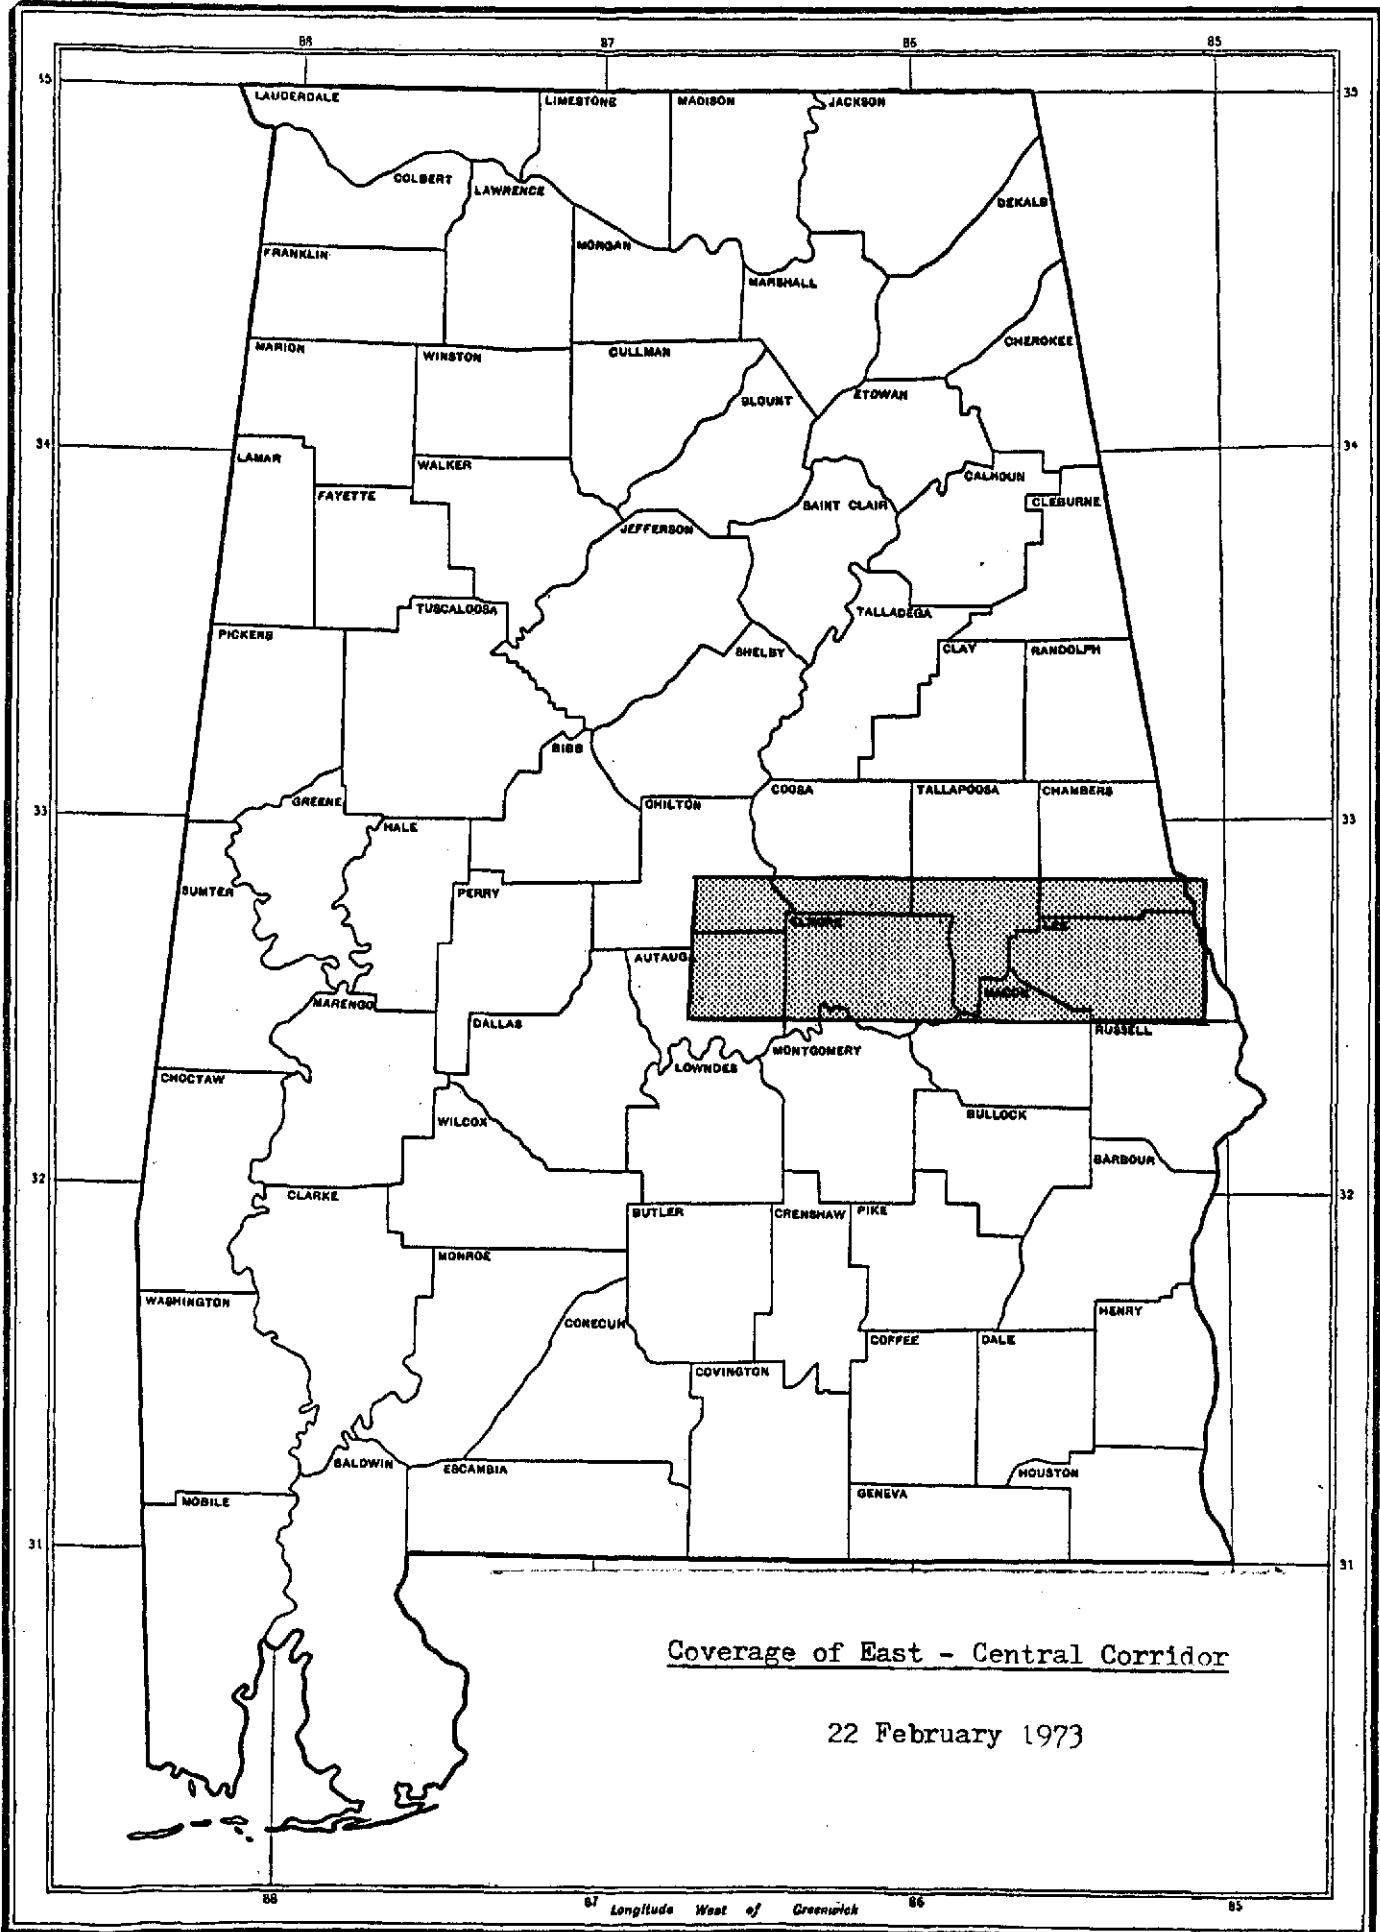 88 87 86 85
35 35
LAUDERDALE LIMESTONE MADISON JACKSON
COLBERT LAWRENCE DEKALB
FRANKLIN MORGAN MARSHALL
MARION WINSTON CULLMAN CHEROKEE
BLOUNT ETOWAH
34 34
LAMAR WALKER CALHOUN
FAYETTE JEFFERSON SAINT CLAIR CLEBURNE
TUSCALOOSA TALLADEGA
PICKENS SHELBY CLAY RANDOLPH
BIBB
GREENE CHILTON COOSA TALLAPOOSA CHAMBERS
33 33
HALE
SUMTER PERRY
ELMORE LEE
AUTAUGA
MARENGO MACON
DALLAS RUSSELL
LOWNDES MONTGOMERY
CHOCTAW
WILCOX BULLOCK
BARBOUR
32 32
CLARKE BUTLER CRENSHAW PIKE
MONROE
WASHINGTON CONECUH HENRY
COFFEE DALE
COVINGTON
BALDWIN ESCAMBIA HOUSTON
MOBILE GENEVA
31 31
Coverage of East - Central Corridor
22 February 1973
88 87 86 85
Longitude West of Greenwich